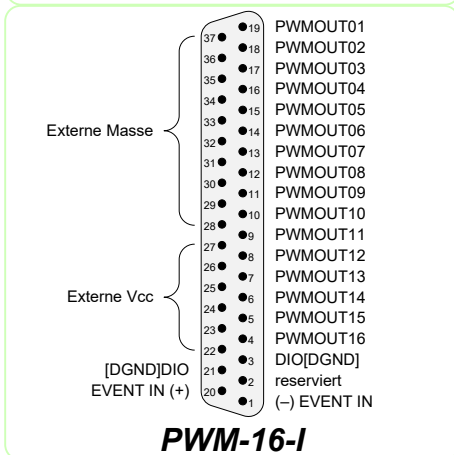 37
19 PWMOUT01
36
18 PWMOUT02
35
17 PWMOUT03
34
16 PWMOUT04
33
15 PWMOUT05
Externe Masse
32
14 PWMOUT06
31
13 PWMOUT07
30
12 PWMOUT08
29
11 PWMOUT09
28
10 PWMOUT10
27
9 PWMOUT11
26
8 PWMOUT12
Externe Vcc
25
7 PWMOUT13
24
6 PWMOUT14
23
5 PWMOUT15
22
4 PWMOUT16
[DGND]DIO 21
3 DIO[DGND]
EVENT IN (+) 20
2 reserviert
1 (–) EVENT IN
PWM-16-I